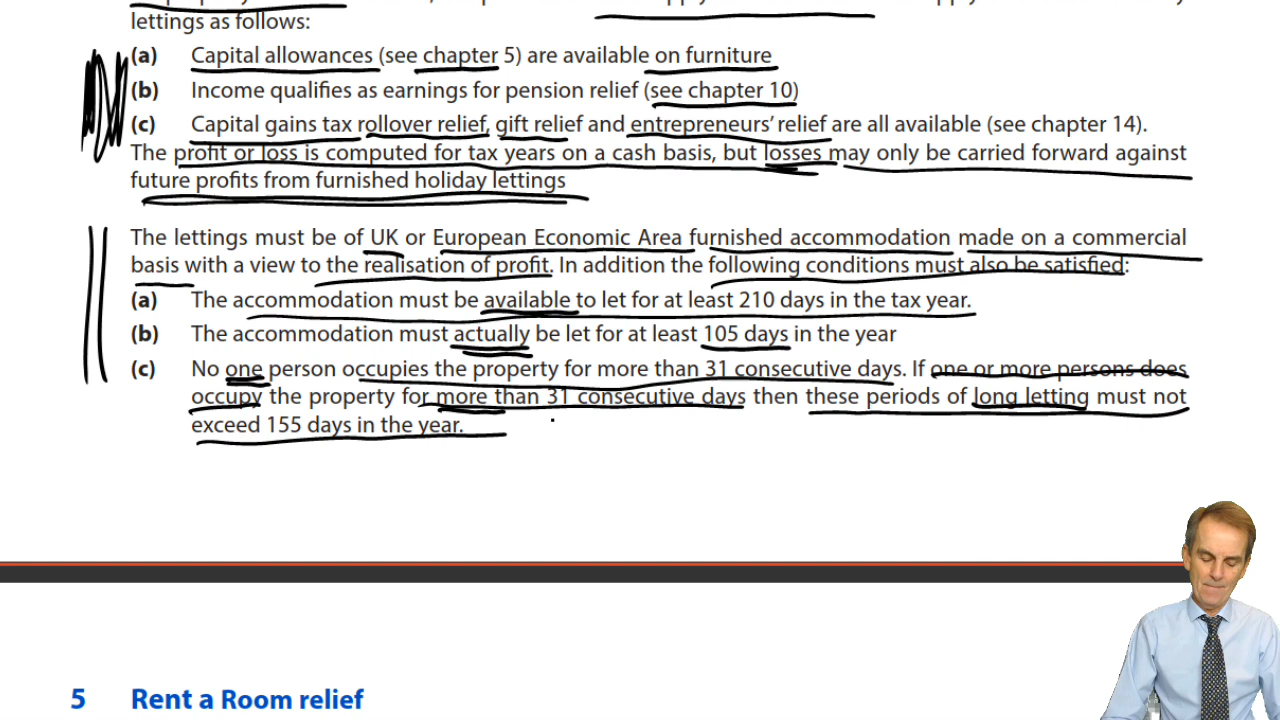 lettings as follows:
(a) Capital allowances (see chapter 5) are available on furniture
(b) Income qualifies as earnings for pension relief (see chapter 10)
(c) Capital gains tax rollover relief, gift relief and entrepreneurs’ relief are all available (see chapter 14).
The profit or loss is computed for tax years on a cash basis, but losses may only be carried forward against
future profits from furnished holiday lettings
The lettings must be of UK or European Economic Area furnished accommodation made on a commercial
basis with a view to the realisation of profit. In addition the following conditions must also be satisfied:
(a) The accommodation must be available to let for at least 210 days in the tax year.
(b) The accommodation must actually be let for at least 105 days in the year
(c) No one person occupies the property for more than 31 consecutive days. If one or more persons does
occupy the property for more than 31 consecutive days then these periods of long letting must not
exceed 155 days in the year.
5 Rent a Room relief